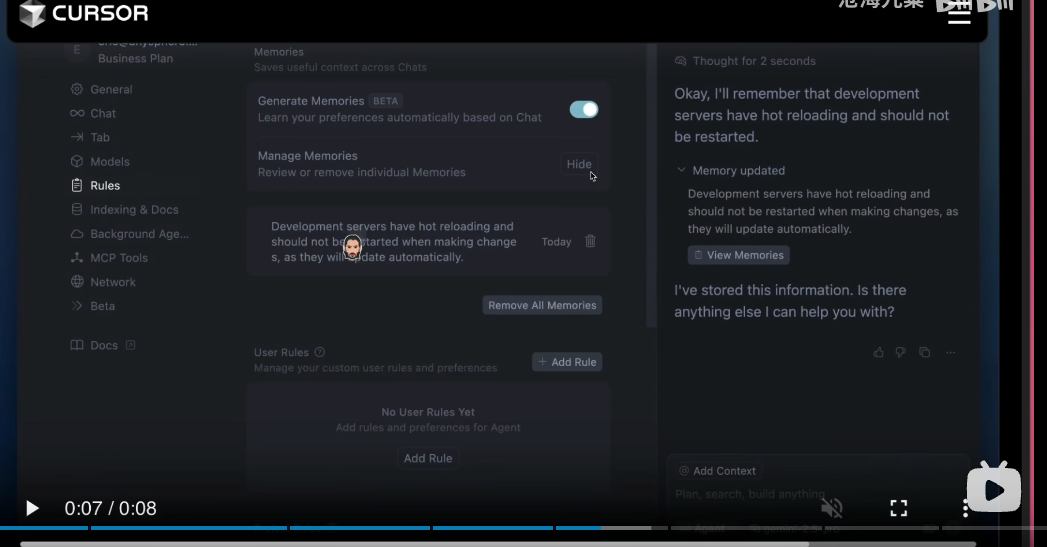 CURSOR
Business Plan
General
Chat
Tab
Models
Rules
Indexing & Docs
Background Age...
MCP Tools
Network
Beta
Docs
Memories
Saves useful context across Chats
Generate Memories BETA
Learn your preferences automatically based on Chat
Manage Memories
Review or remove individual Memories
Hide
Development servers have hot reloading and
should not be restarted when making change
s, as they will update automatically.
Today
Remove All Memories
User Rules
Manage your custom user rules and preferences
+ Add Rule
No User Rules Yet
Add rules and preferences for Agent
Add Rule
Thought for 2 seconds
Okay, I'll remember that development
servers have hot reloading and should not
be restarted.
Memory updated
Development servers have hot reloading and
should not be restarted when making changes, as
they will update automatically.
View Memories
I've stored this information. Is there
anything else I can help you with?
@ Add Context
Plan, search, build anything
0:07 / 0:08